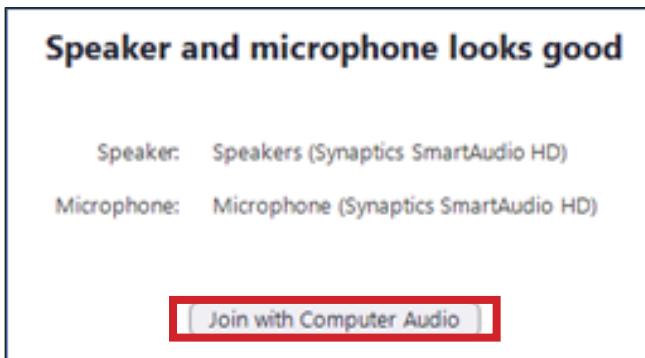 Speaker and microphone looks good
Speaker: Speakers (Synaptics SmartAudio HD)
Microphone: Microphone (Synaptics SmartAudio HD)
Join with Computer Audio